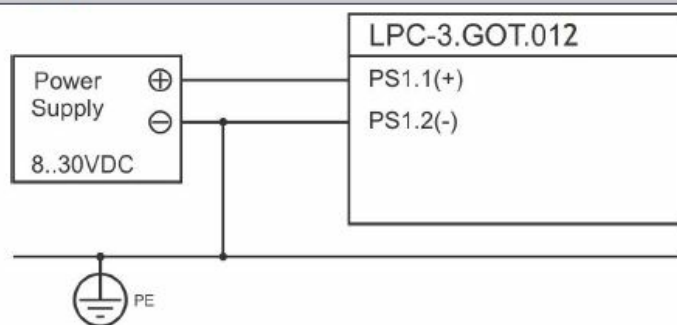 LPC-3.GOT.012
Power
Supply
8..30VDC
PS1.1(+)
PS1.2(-)
PE